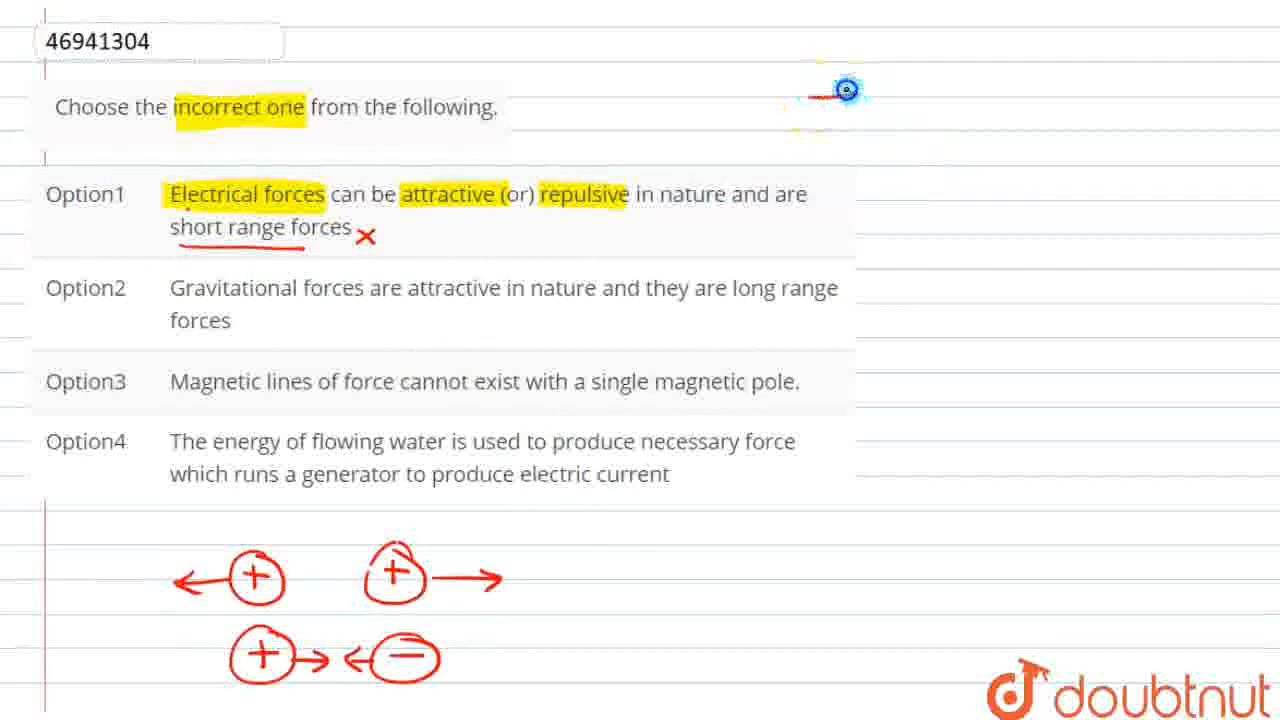 46941304
Choose the incorrect one from the following.
Option1 Electrical forces can be attractive (or) repulsive in nature and are
short range forces ×
Option2 Gravitational forces are attractive in nature and they are long range
forces
Option3 Magnetic lines of force cannot exist with a single magnetic pole.
Option4 The energy of flowing water is used to produce necessary force
which runs a generator to produce electric current
+ +
+ −
doubtnut